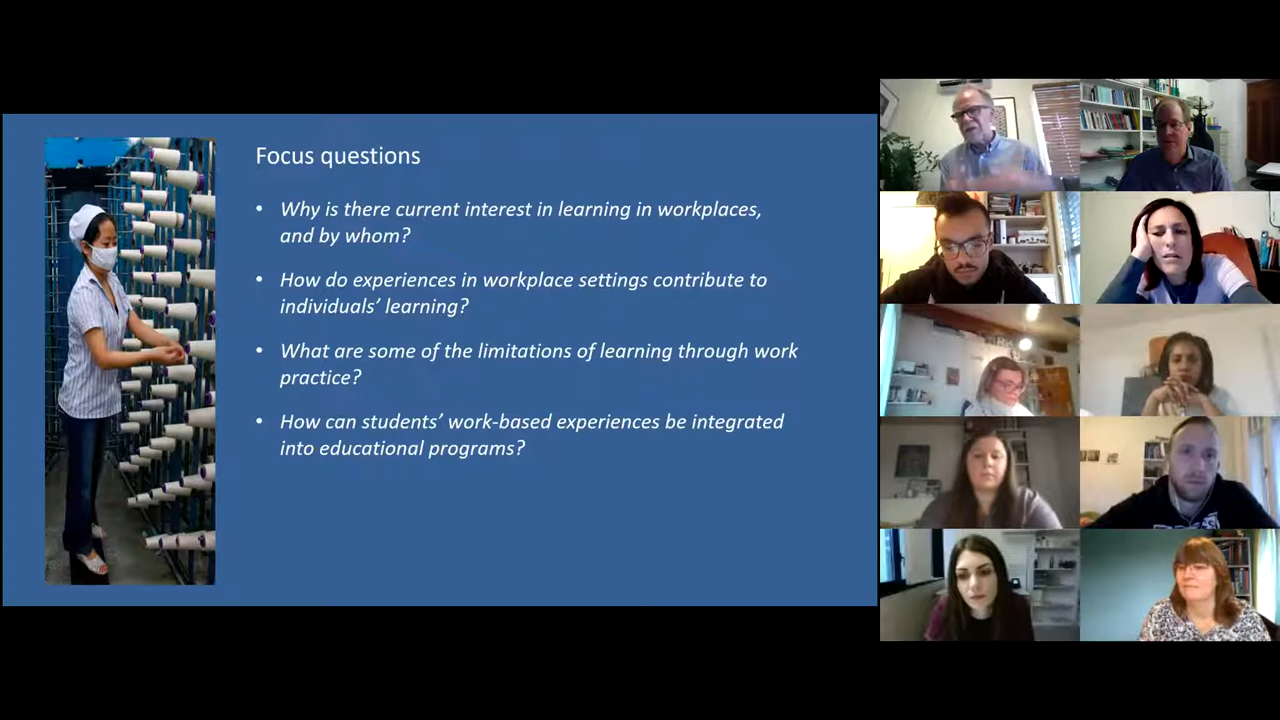 Focus questions
• Why is there current interest in learning in workplaces,
and by whom?
• How do experiences in workplace settings contribute to
individuals’ learning?
• What are some of the limitations of learning through work
practice?
• How can students’ work-based experiences be integrated
into educational programs?